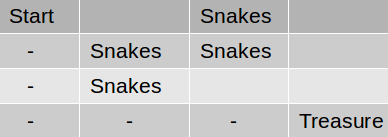 Start Snakes
- Snakes Snakes
- Snakes
- - - Treasure